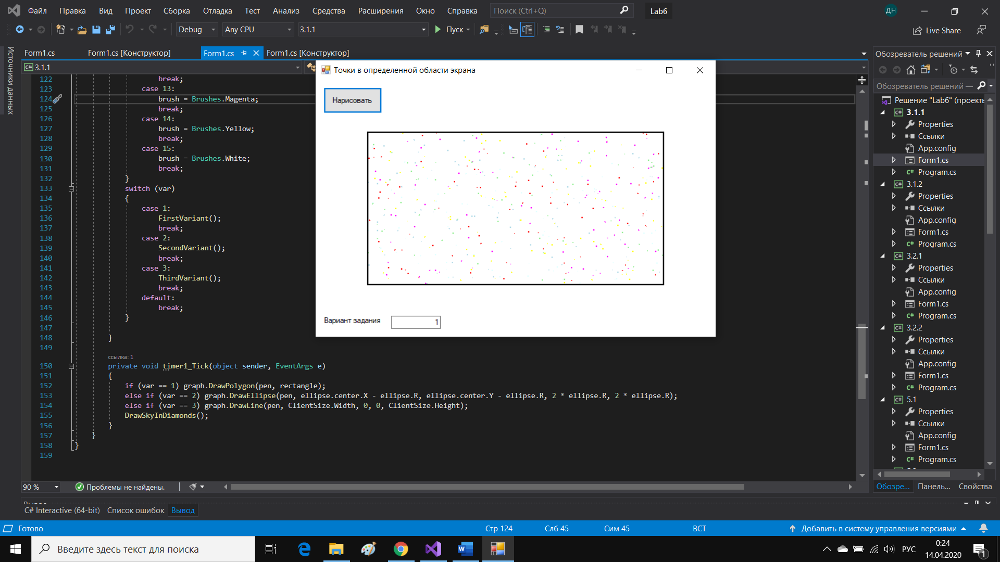 Файл Правка Вид Проект Сборка Отладка Тест Анализ Средства Расширения Окно Справка Поиск (Ctrl+Q) Lab6 ДН
Debug Any CPU 3.1.1 Пуск Live Share
Источники данных
Form1.cs Form1.cs [Конструктор] Form1.cs Form1.cs [Конструктор]
C# 3.1.1
122 break;
123 case 13:
124 brush = Brushes.Magenta;
125 break;
126 case 14:
127 brush = Brushes.Yellow;
128 break;
129 case 15:
130 brush = Brushes.White;
131 break;
132 }
133 switch (var)
134 {
135 case 1:
136 FirstVariant();
137 break;
138 case 2:
139 SecondVariant();
140 break;
141 case 3:
142 ThirdVariant();
143 break;
144 default:
145 break;
146 }
147
148 }
149
ссылка: 1
150 private void timer1_Tick(object sender, EventArgs e)
151 {
152 if (var == 1) graph.DrawPolygon(pen, rectangle);
153 else if (var == 2) graph.DrawEllipse(pen, ellipse.center.X - ellipse.R, ellipse.center.Y - ellipse.R, 2 * ellipse.R, 2 * ellipse.R);
154 else if (var == 3) graph.DrawLine(pen, ClientSize.Width, 0, 0, ClientSize.Height);
155 DrawSkyInDiamonds();
156 }
157 }
158 }
159
Точки в определенной области экрана
Нарисовать
Вариант задания 1
Обозреватель решений
Обозреватель решений —
Решение "Lab6" (проекты
C# 3.1.1
Properties
Ссылки
App.config
Form1.cs
C# Program.cs
C# 3.1.2
Properties
Ссылки
App.config
Form1.cs
C# Program.cs
C# 3.2.1
Properties
Ссылки
App.config
Form1.cs
C# Program.cs
C# 3.2.2
Properties
Ссылки
App.config
Form1.cs
C# Program.cs
C# 5.1
Properties
Ссылки
App.config
Form1.cs
C# Program.cs
Обозре... Панель... Свойства
90 % Проблемы не найдены.
C# Interactive (64-bit) Список ошибок Вывод
Готово Стр 124 Слб 45 Сим 45 ВСТ Добавить в систему управления версиями
Введите здесь текст для поиска РУС 0:24
14.04.2020 1